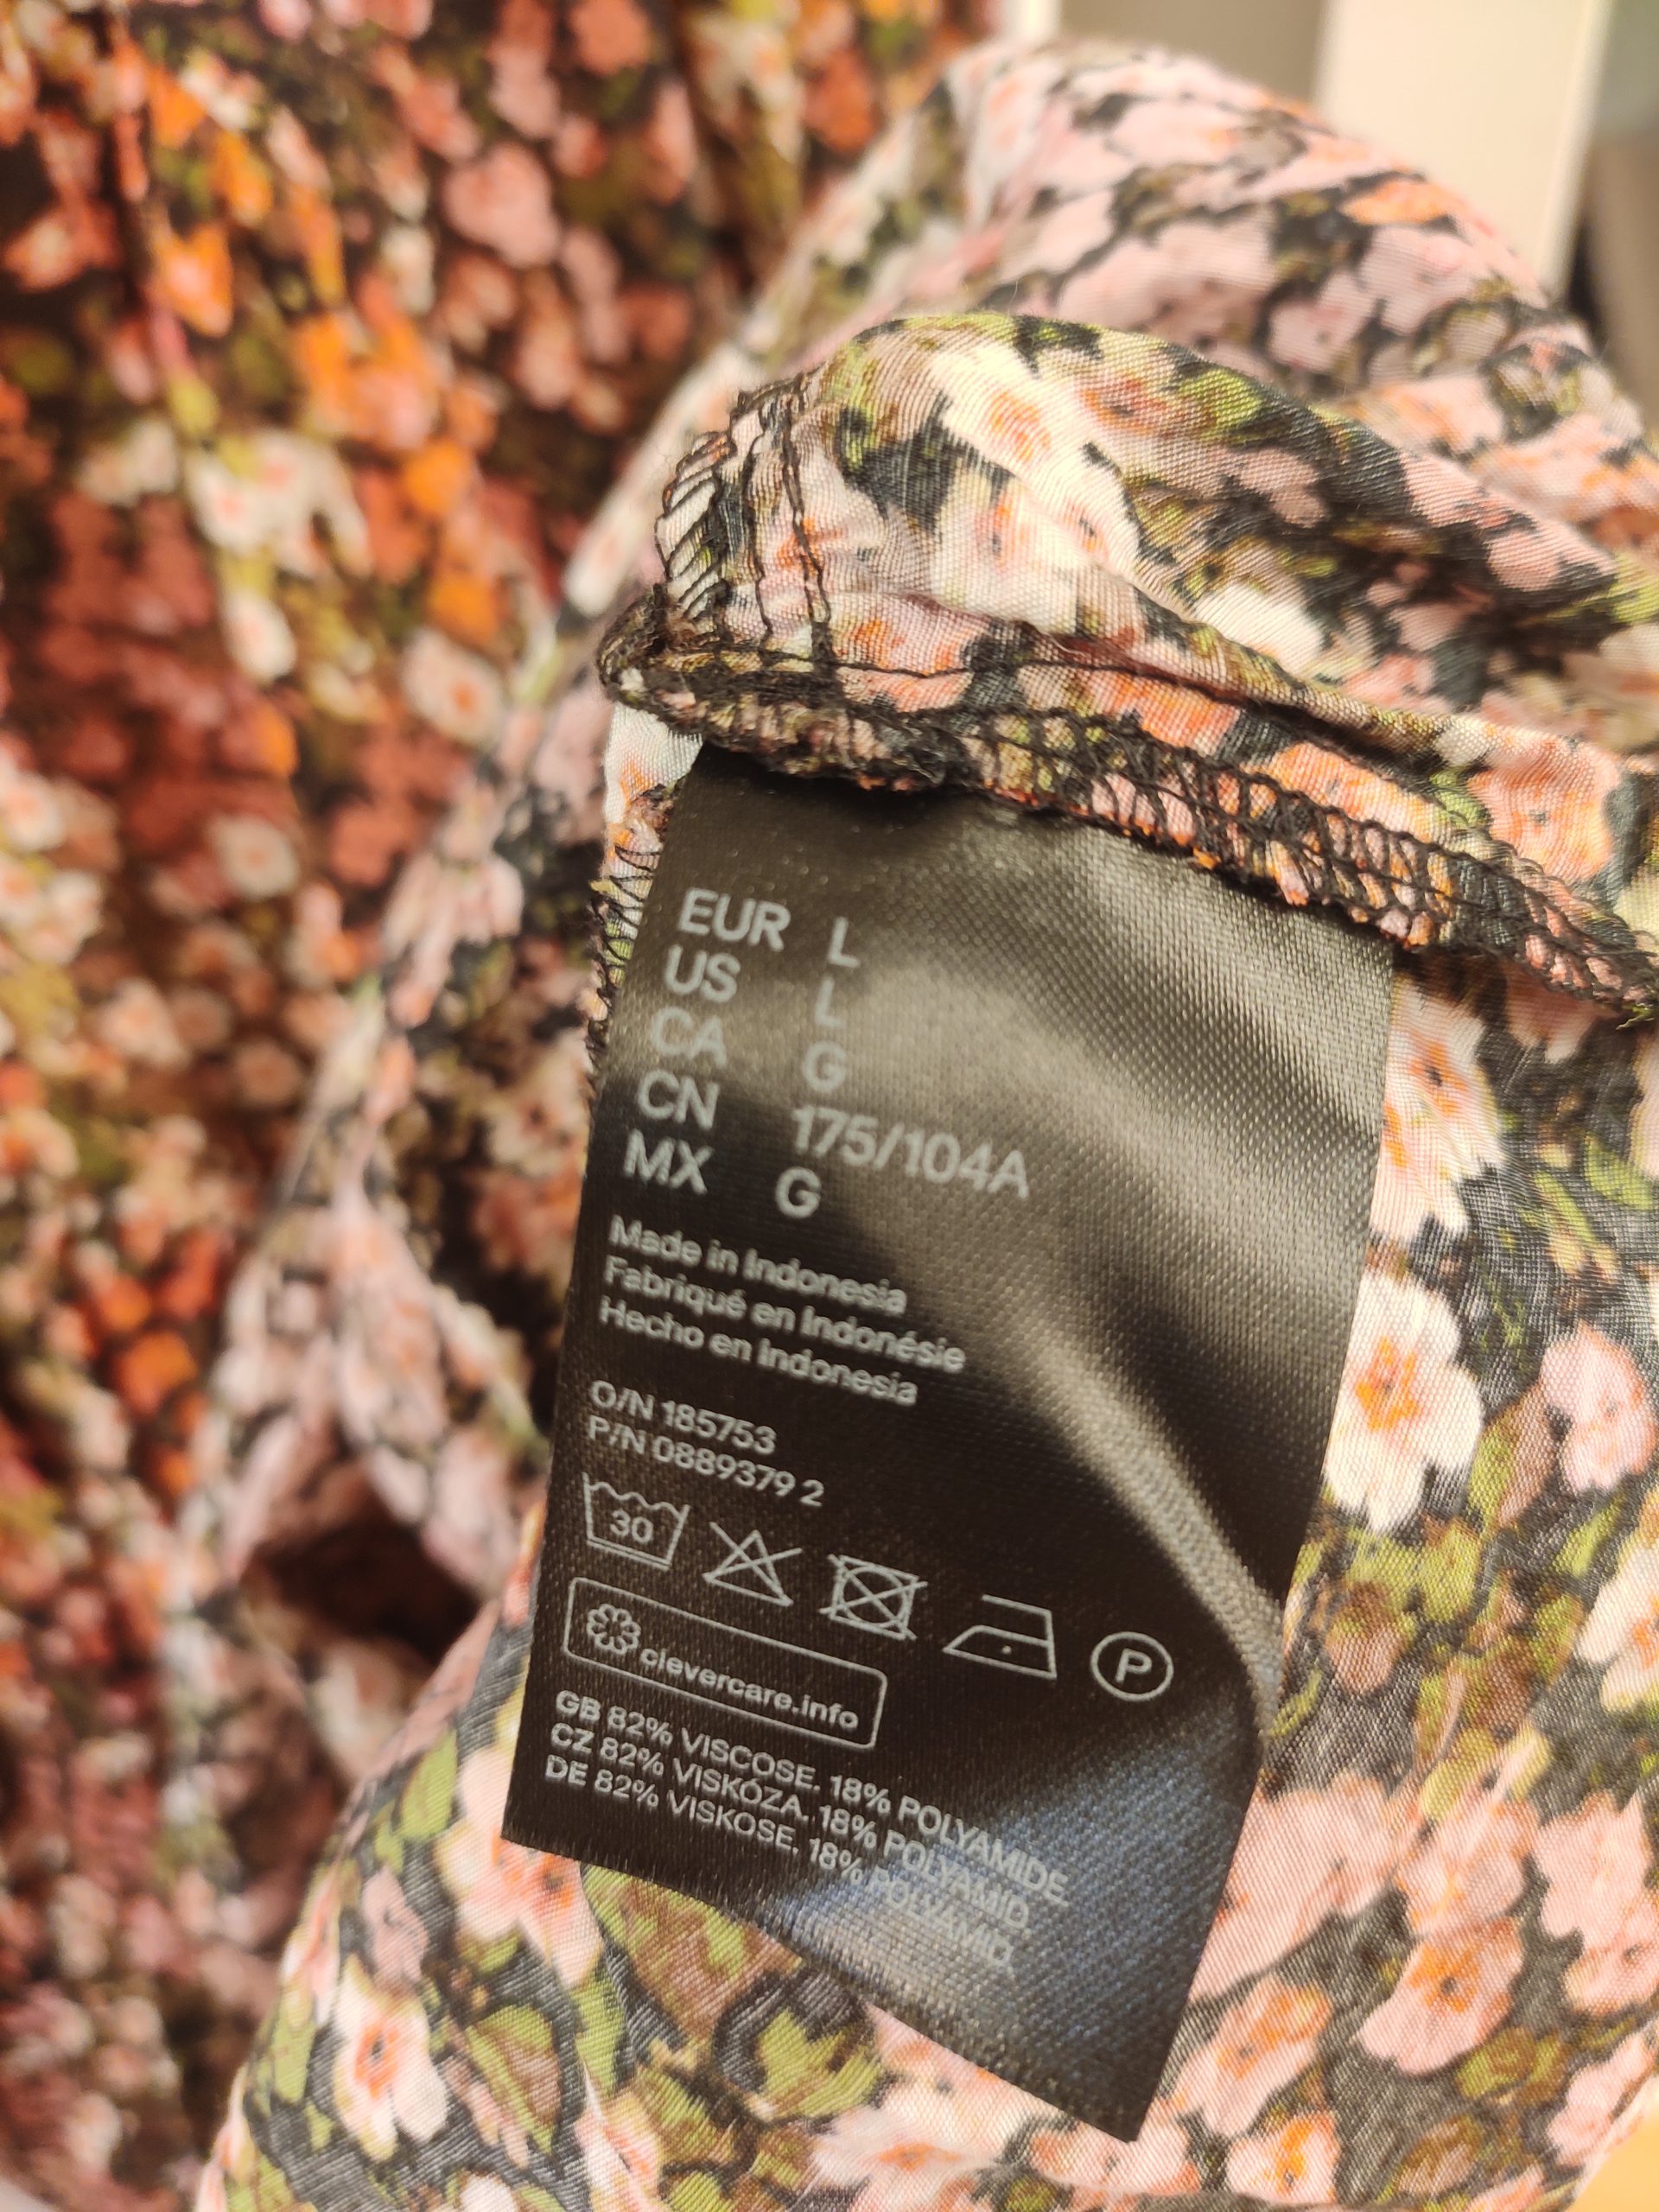 EUR L
US L
CA G
CN 175/104A
MX G
Made in Indonesia
Fabriqué en Indonésie
Hecho en Indonesia
O/N 185753
P/N 0889379 2
30
P
clevercare.info
GB 82% VISCOSE. 18% POLYAMIDE.
CZ 82% VISKÓZA. 18% POLYAMID.
DE 82% VISKOSE. 18% POLYAMID.